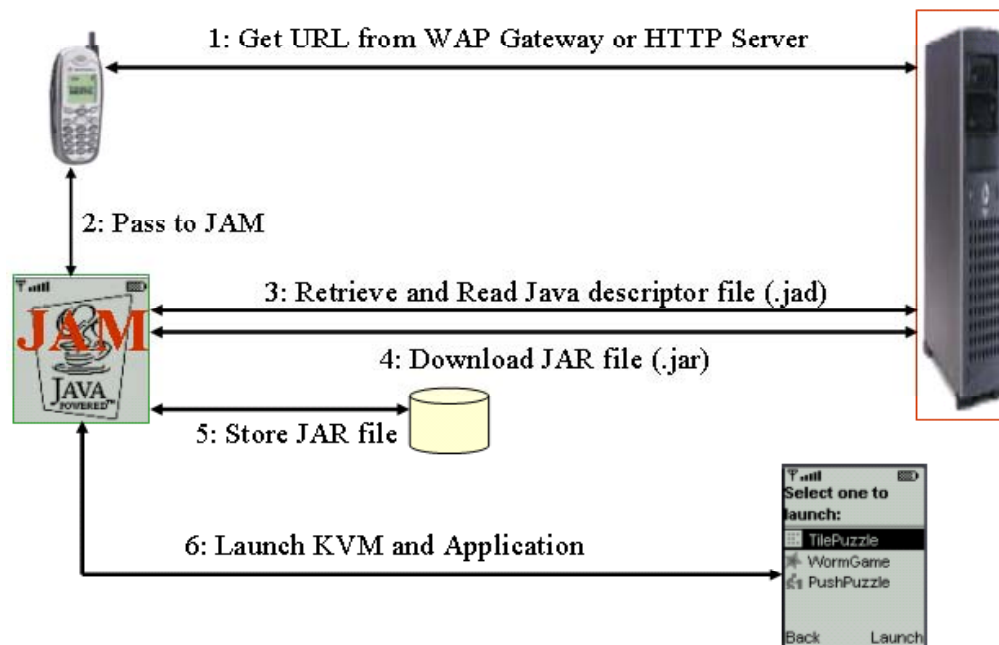 1: Get URL from WAP Gateway or HTTP Server
2: Pass to JAM
3: Retrieve and Read Java descriptor file (.jad)
JAM
JAVA
POWERED™
4: Download JAR file (.jar)
5: Store JAR file
Select one to
launch:
TilePuzzle
WormGame
PushPuzzle
Back Launch
6: Launch KVM and Application